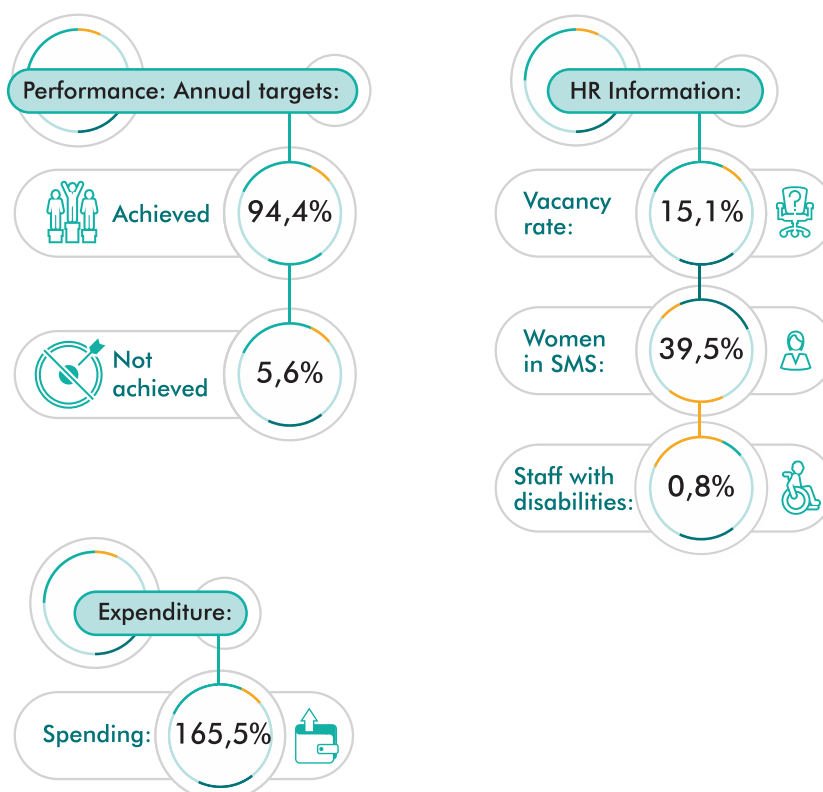 Performance: Annual targets:
Achieved
94,4%
Not
achieved
5,6%
HR Information:
Vacancy
rate:
15,1%
?
Women
in SMS:
39,5%
Staff with
disabilities:
0,8%
Expenditure:
Spending:
165,5%